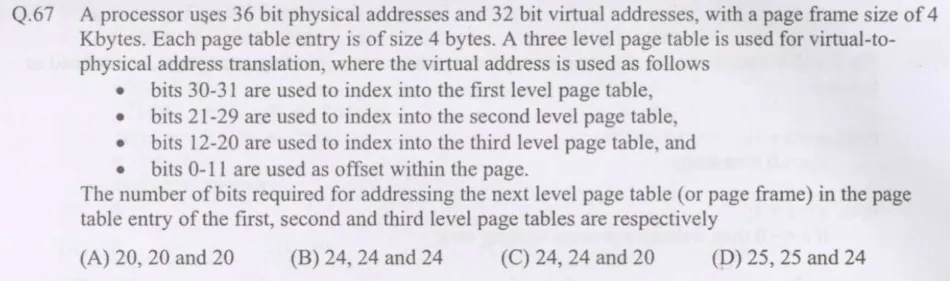 Q.67 A processor uses 36 bit physical addresses and 32 bit virtual addresses, with a page frame size of 4
Kbytes. Each page table entry is of size 4 bytes. A three level page table is used for virtual-to-
physical address translation, where the virtual address is used as follows
• bits 30-31 are used to index into the first level page table,
• bits 21-29 are used to index into the second level page table,
• bits 12-20 are used to index into the third level page table, and
• bits 0-11 are used as offset within the page.
The number of bits required for addressing the next level page table (or page frame) in the page
table entry of the first, second and third level page tables are respectively
(A) 20, 20 and 20 (B) 24, 24 and 24 (C) 24, 24 and 20 (D) 25, 25 and 24